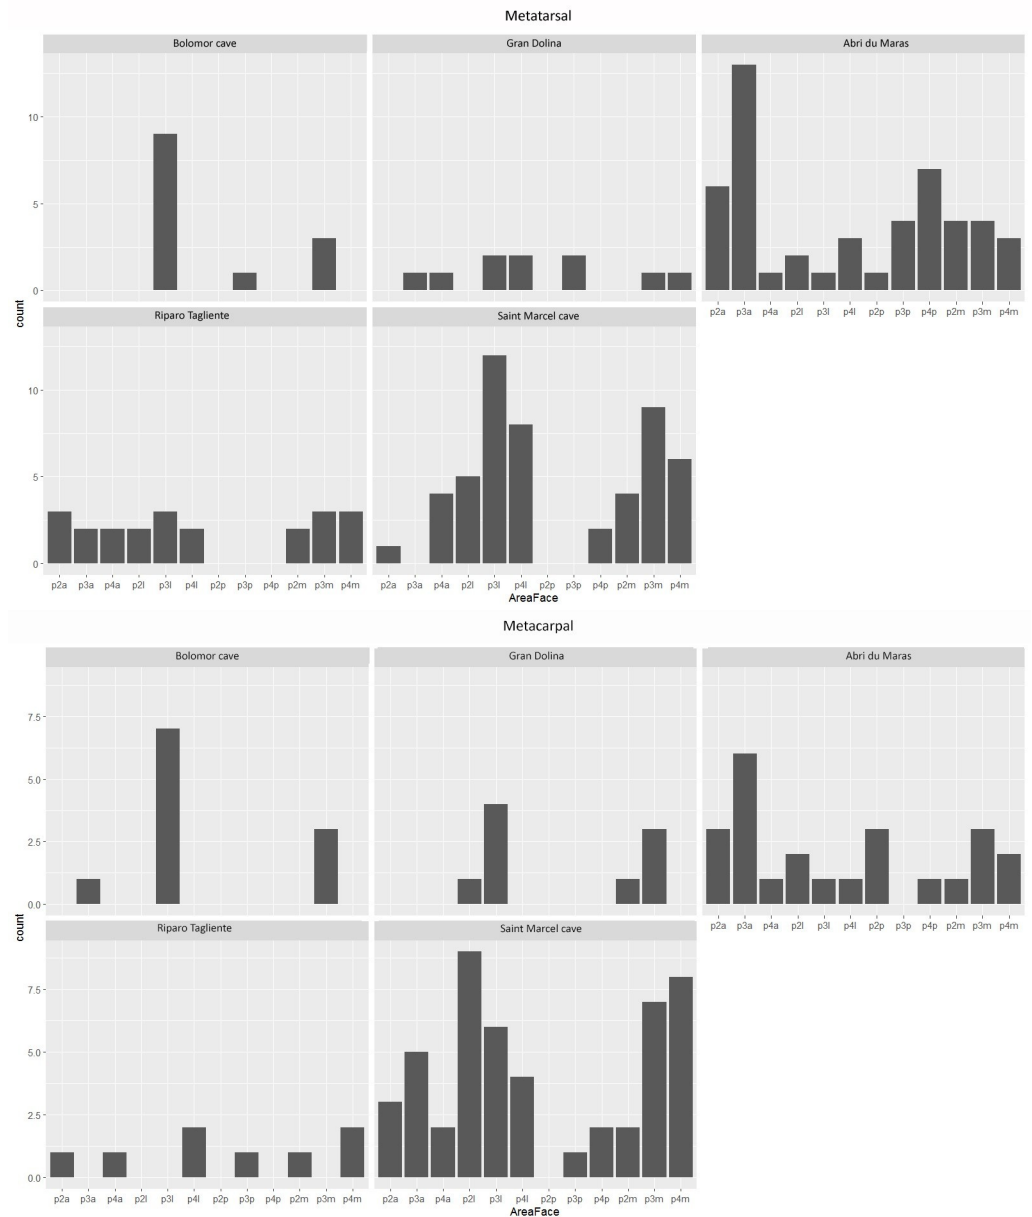 Metatarsal
Bolomor cave Gran Dolina Abri du Maras
10
5
0
p2a p3a p4a p2l p3l p4l p2p p3p p4p p2m p3m p4m
count
Riparo Tagliente Saint Marcel cave
10
5
0
p2a p3a p4a p2l p3l p4l p2p p3p p4p p2m p3m p4m p2a p3a p4a p2l p3l p4l p2p p3p p4p p2m p3m p4m
AreaFace
Metacarpal
Bolomor cave Gran Dolina Abri du Maras
7.5
5.0
2.5
0.0
p2a p3a p4a p2l p3l p4l p2p p3p p4p p2m p3m p4m
count
Riparo Tagliente Saint Marcel cave
7.5
5.0
2.5
0.0
p2a p3a p4a p2l p3l p4l p2p p3p p4p p2m p3m p4m p2a p3a p4a p2l p3l p4l p2p p3p p4p p2m p3m p4m
AreaFace